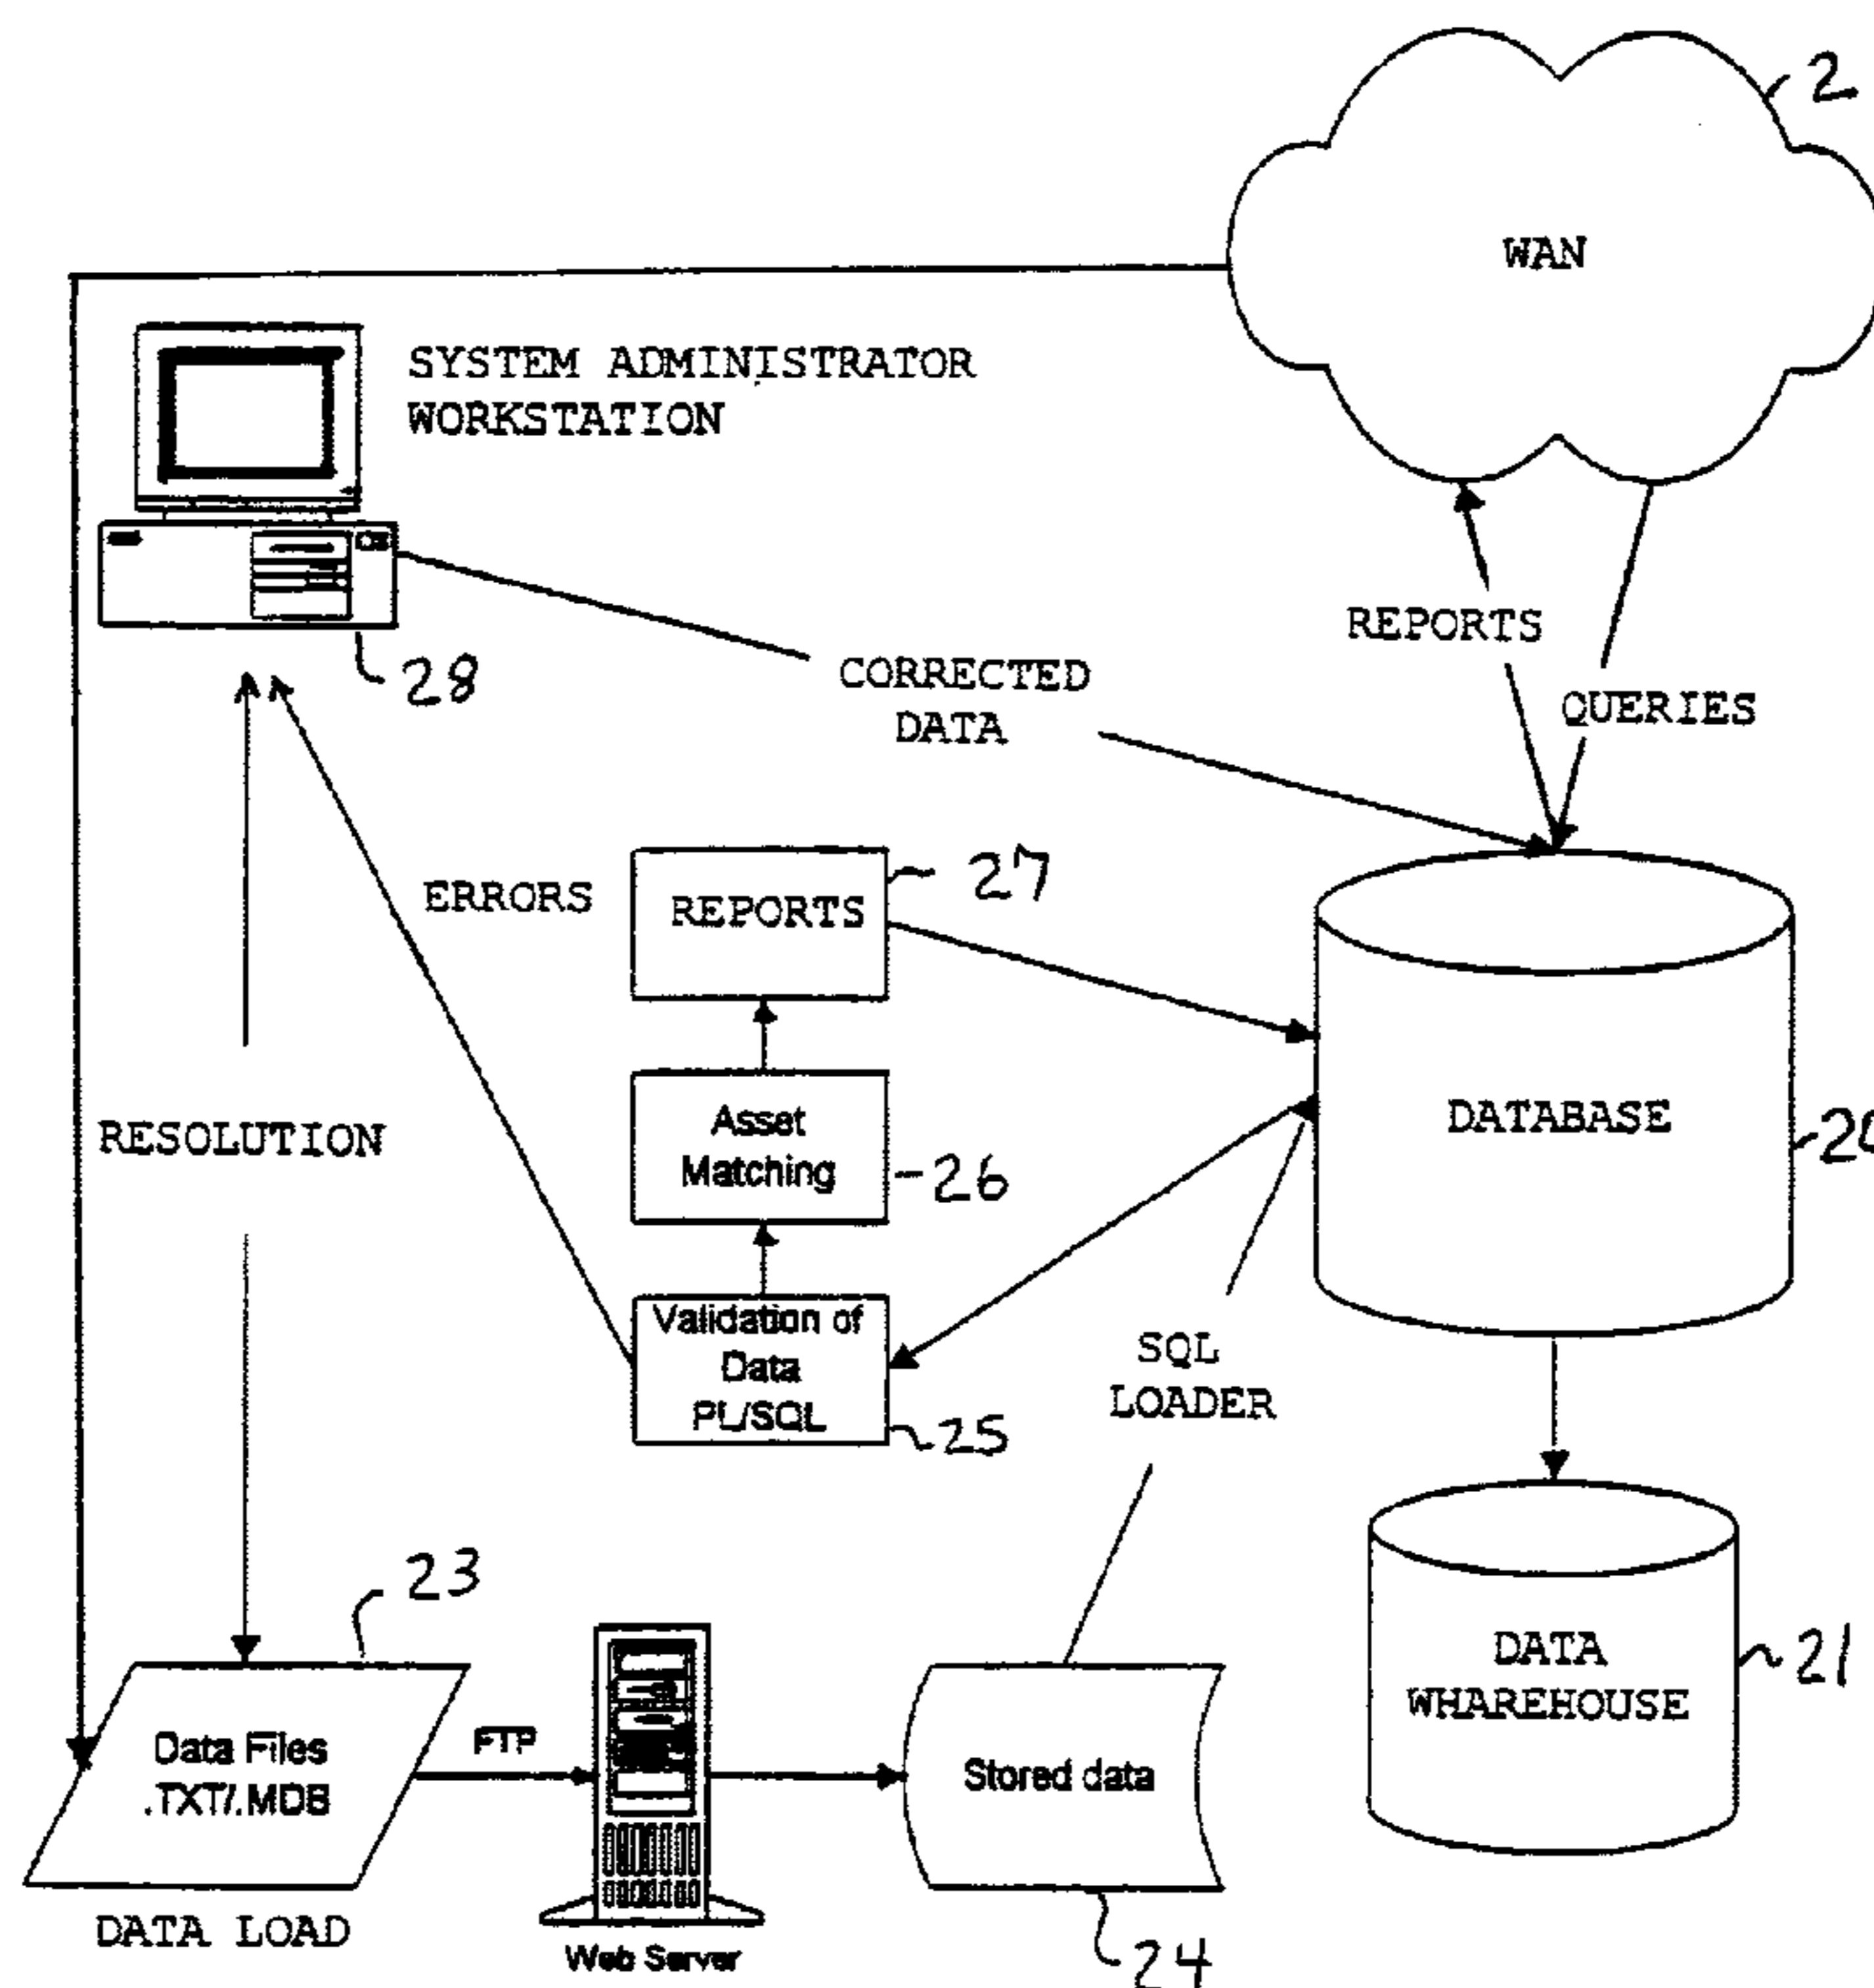 2
WAN
SYSTEM ADMINISTRATOR
WORKSTATION
28
REPORTS
QUERIES
CORRECTED
DATA
ERRORS
REPORTS
27
RESOLUTION
Asset
Matching
26
DATABASE
20
Validation of
Data
PL/SQL
25
SQL
LOADER
23
Data Files
.TXT/.MDB
DATA LOAD
FTP
Web Server
Stored data
24
DATA
WHAREHOUSE
21